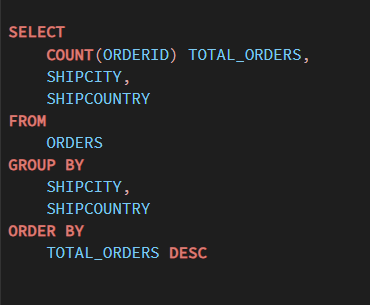 SELECT
    COUNT(ORDERID) TOTAL_ORDERS,
    SHIPCITY,
    SHIPCOUNTRY
FROM
    ORDERS
GROUP BY
    SHIPCITY,
    SHIPCOUNTRY
ORDER BY
    TOTAL_ORDERS DESC